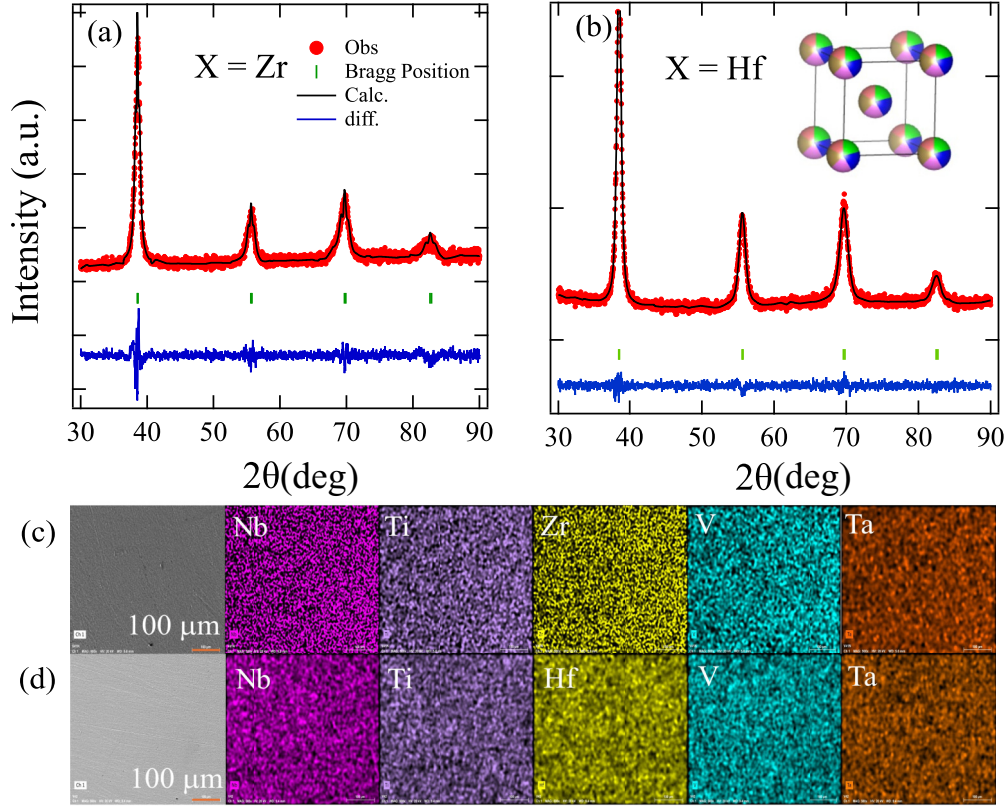 (a)
X = Zr
Obs
Bragg Position
Calc.
diff.
Intensity (a.u.)
30 40 50 60 70 80 90
2θ(deg)
(b)
X = Hf
30 40 50 60 70 80 90
2θ(deg)
(c)
100 μm
Nb
Ti
Zr
V
Ta
(d)
100 μm
Nb
Ti
Hf
V
Ta